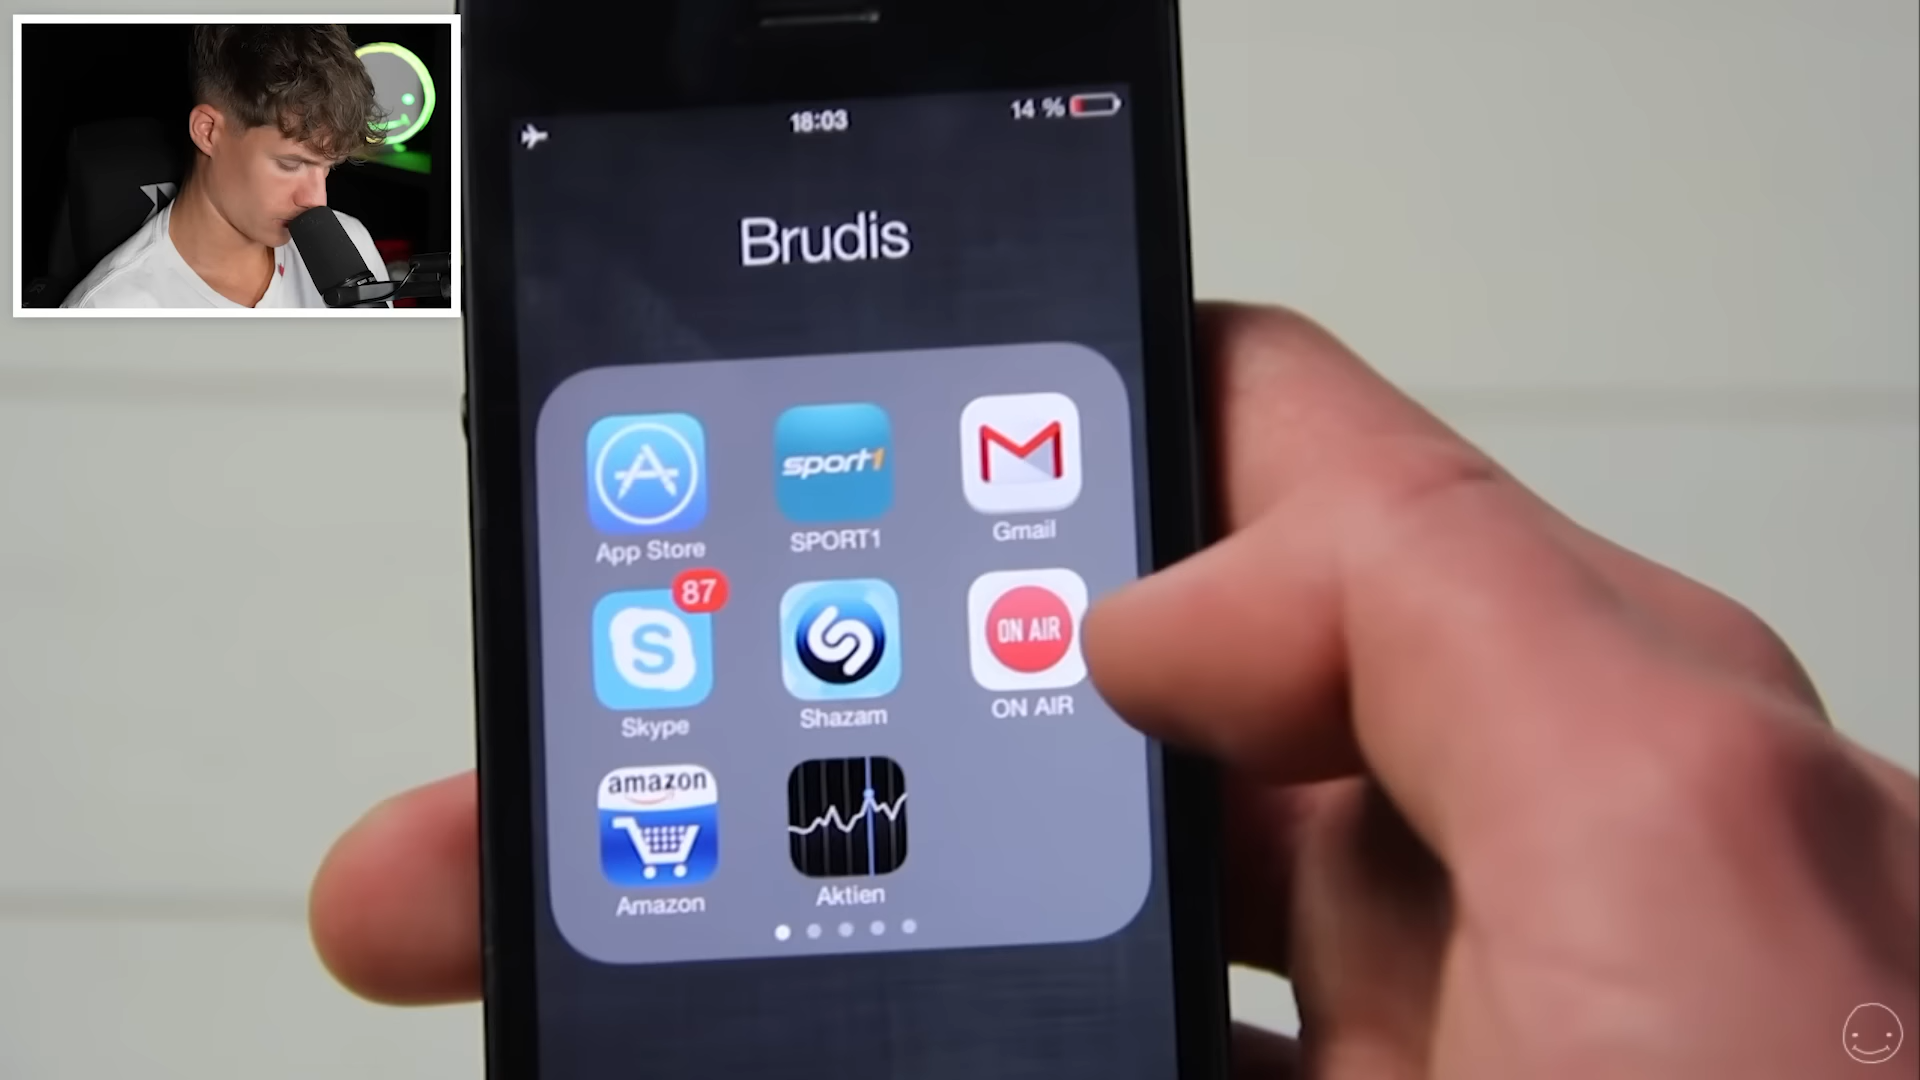 18:03
14 %
Brudis
sport1
App Store
SPORT1
Gmail
87
S
ON AIR
Skype
Shazam
ON AIR
amazon
Amazon
Aktien